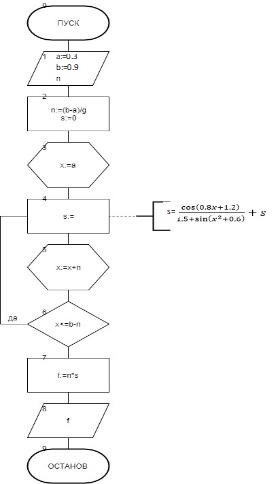 0
ПУСК
1
a:=0.3
b:=0.9
n
2
n:=(b-a)/g
s:=0
3
x:=a
4
s:=
s= cos(0.8x+1.2) / 1.5+sin(x²+0.6) + s
5
x:=x+n
да
6
x<=b-n
7
f:=n*s
8
f
9
ОСТАНОВ